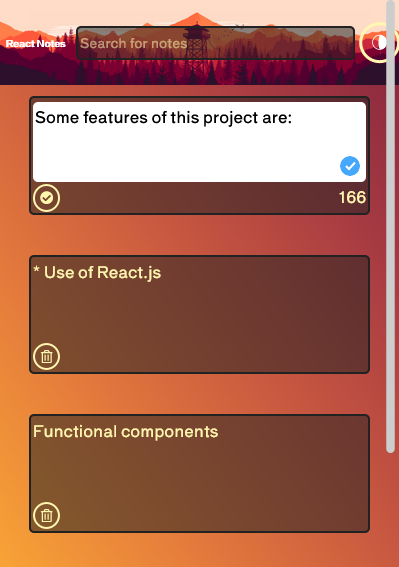 React Notes
Search for notes
Some features of this project are:
166
* Use of React.js
Functional components